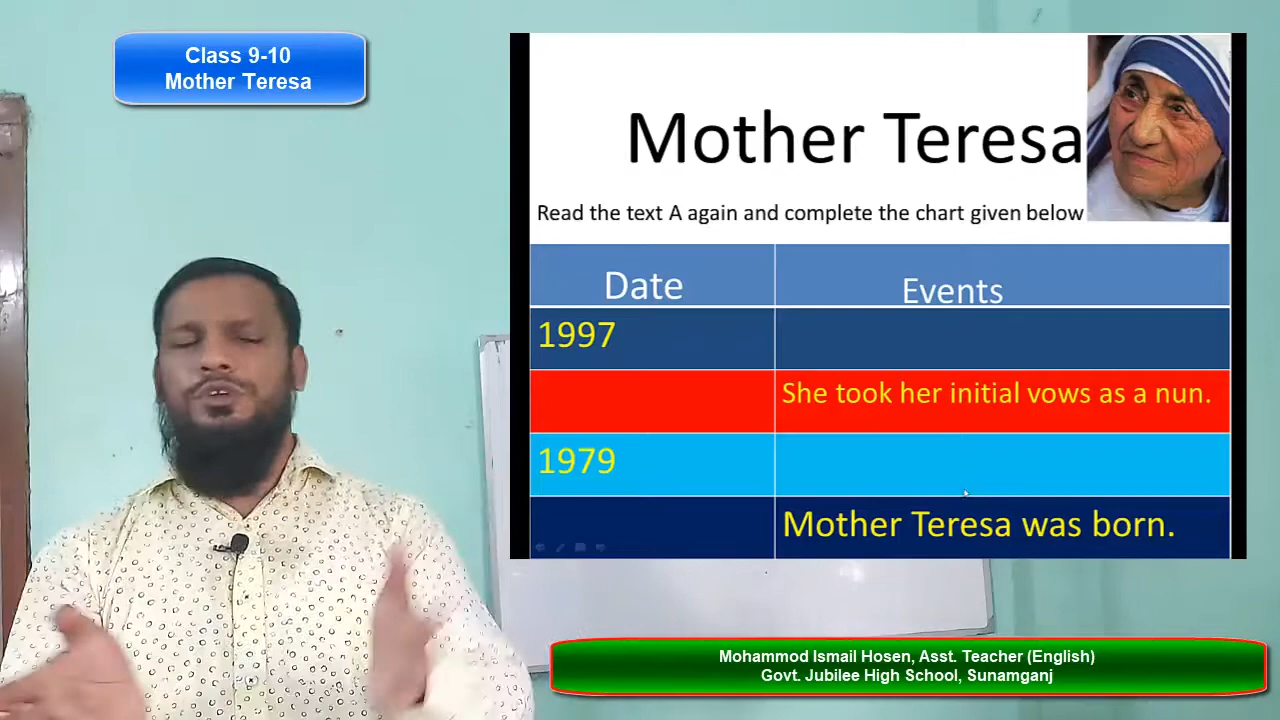 Class 9-10
Mother Teresa
Mother Teresa
Read the text A again and complete the chart given below
Date Events
1997
She took her initial vows as a nun.
1979
Mother Teresa was born.
Mohammod Ismail Hosen, Asst. Teacher (English)
Govt. Jubilee High School, Sunamganj